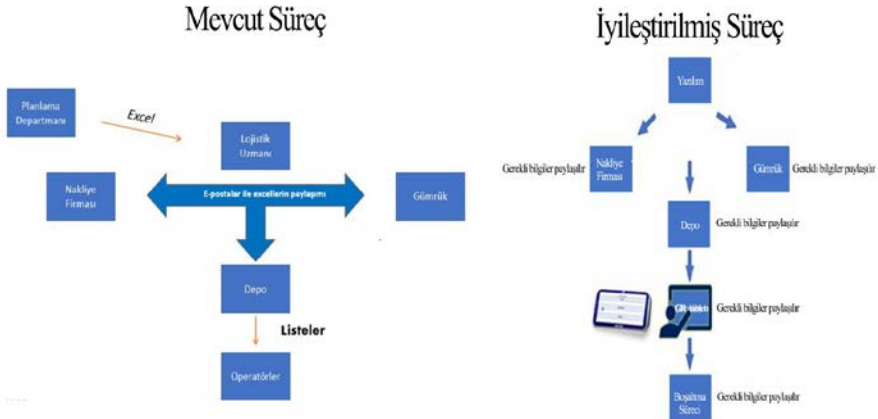 Mevcut Süreç
Planlama
Departmanı
Excel
Lojistik
Uzmanı
Nakliye
Firması
E-postalar ile excellerin paylaşımı
Gümrük
Depo
Listeler
Operatörler
İyileştirilmiş Süreç
Yazılım
Gerekli bilgiler paylaşılır
Nakliye
Firması
Gümrük
Gerekli bilgiler paylaşılır
Depo
Gerekli bilgiler paylaşılır
Gerekli bilgiler paylaşılır
Boşaltma
Süreci
Gerekli bilgiler paylaşılır